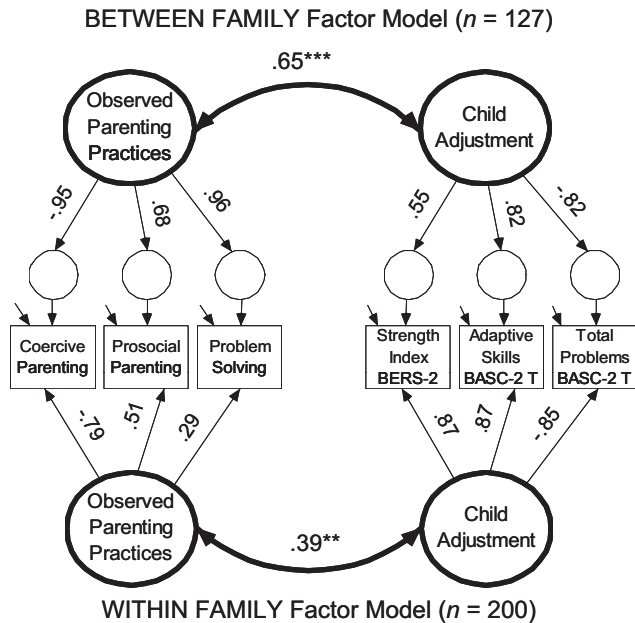 BETWEEN FAMILY Factor Model (n = 127)
.65***
Observed
Parenting
Practices
Child
Adjustment
-.95
.68
.96
.55
.82
-.82
Coercive
Parenting
Prosocial
Parenting
Problem
Solving
Strength
Index
BERS-2
Adaptive
Skills
BASC-2 T
Total
Problems
BASC-2 T
-.79
.51
.29
.87
.87
-.85
Observed
Parenting
Practices
Child
Adjustment
.39**
WITHIN FAMILY Factor Model (n = 200)